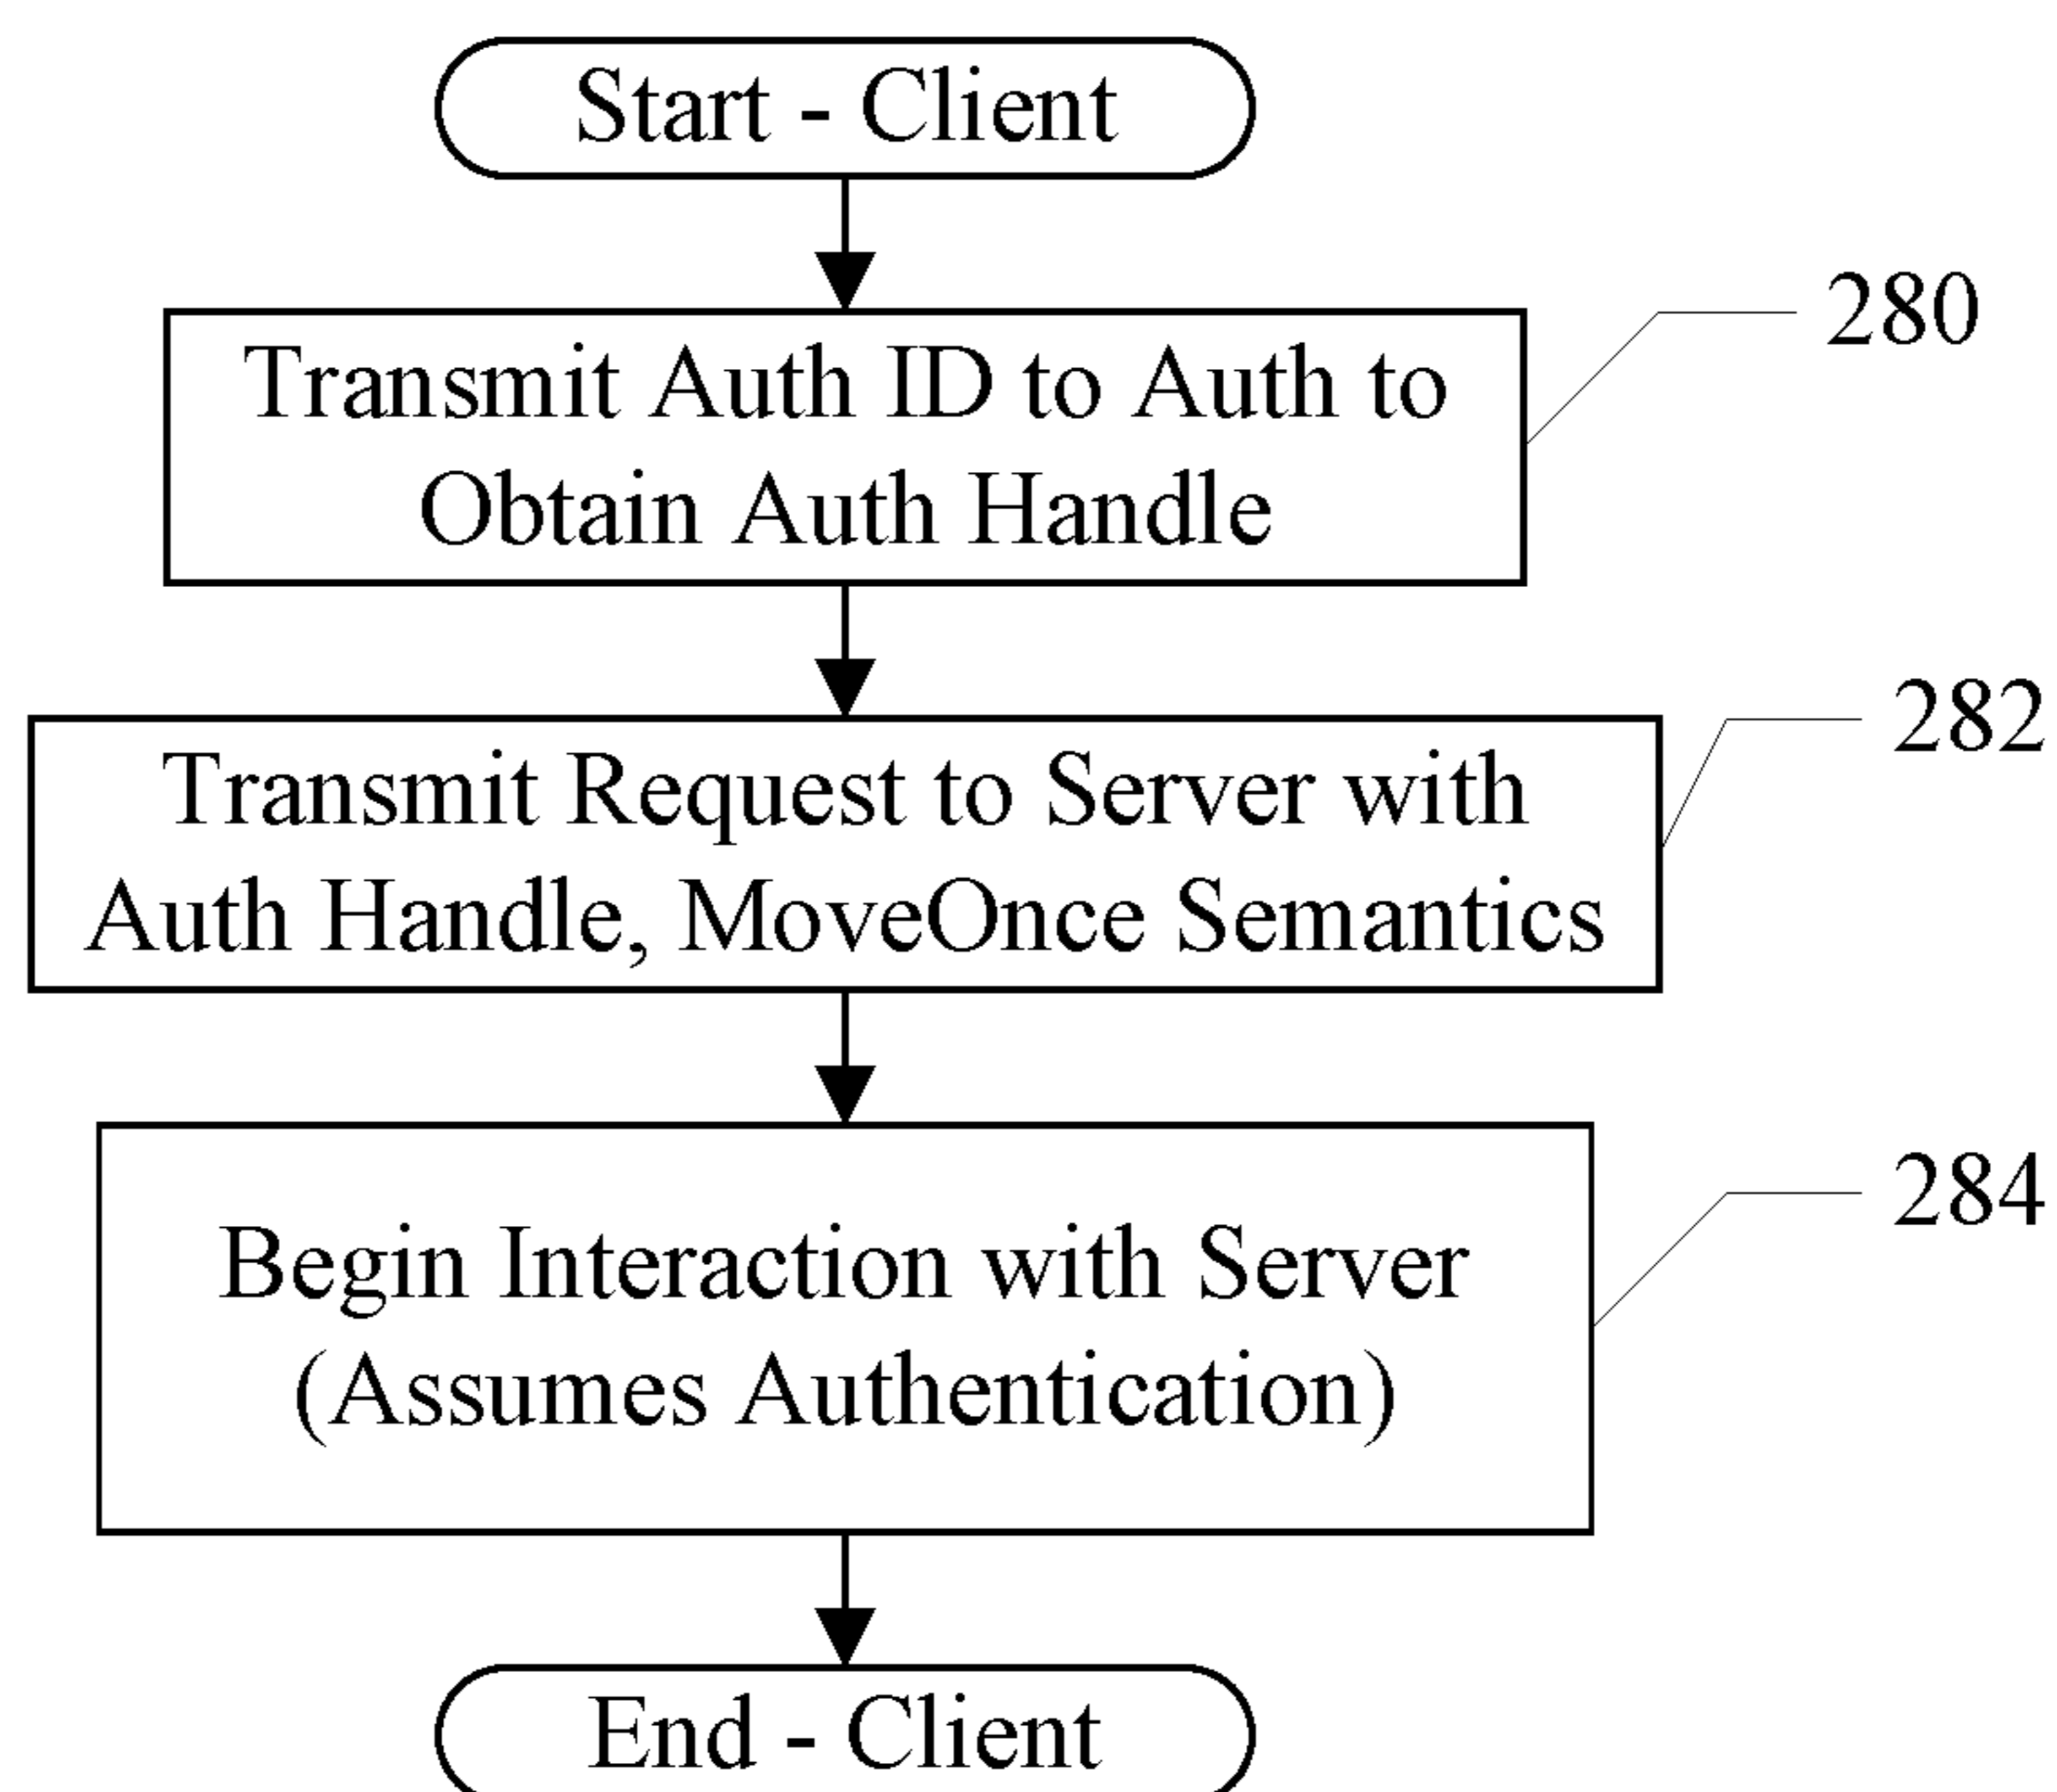 Start - Client
280
Transmit Auth ID to Auth to
Obtain Auth Handle
282
Transmit Request to Server with
Auth Handle, MoveOnce Semantics
284
Begin Interaction with Server
(Assumes Authentication)
End - Client